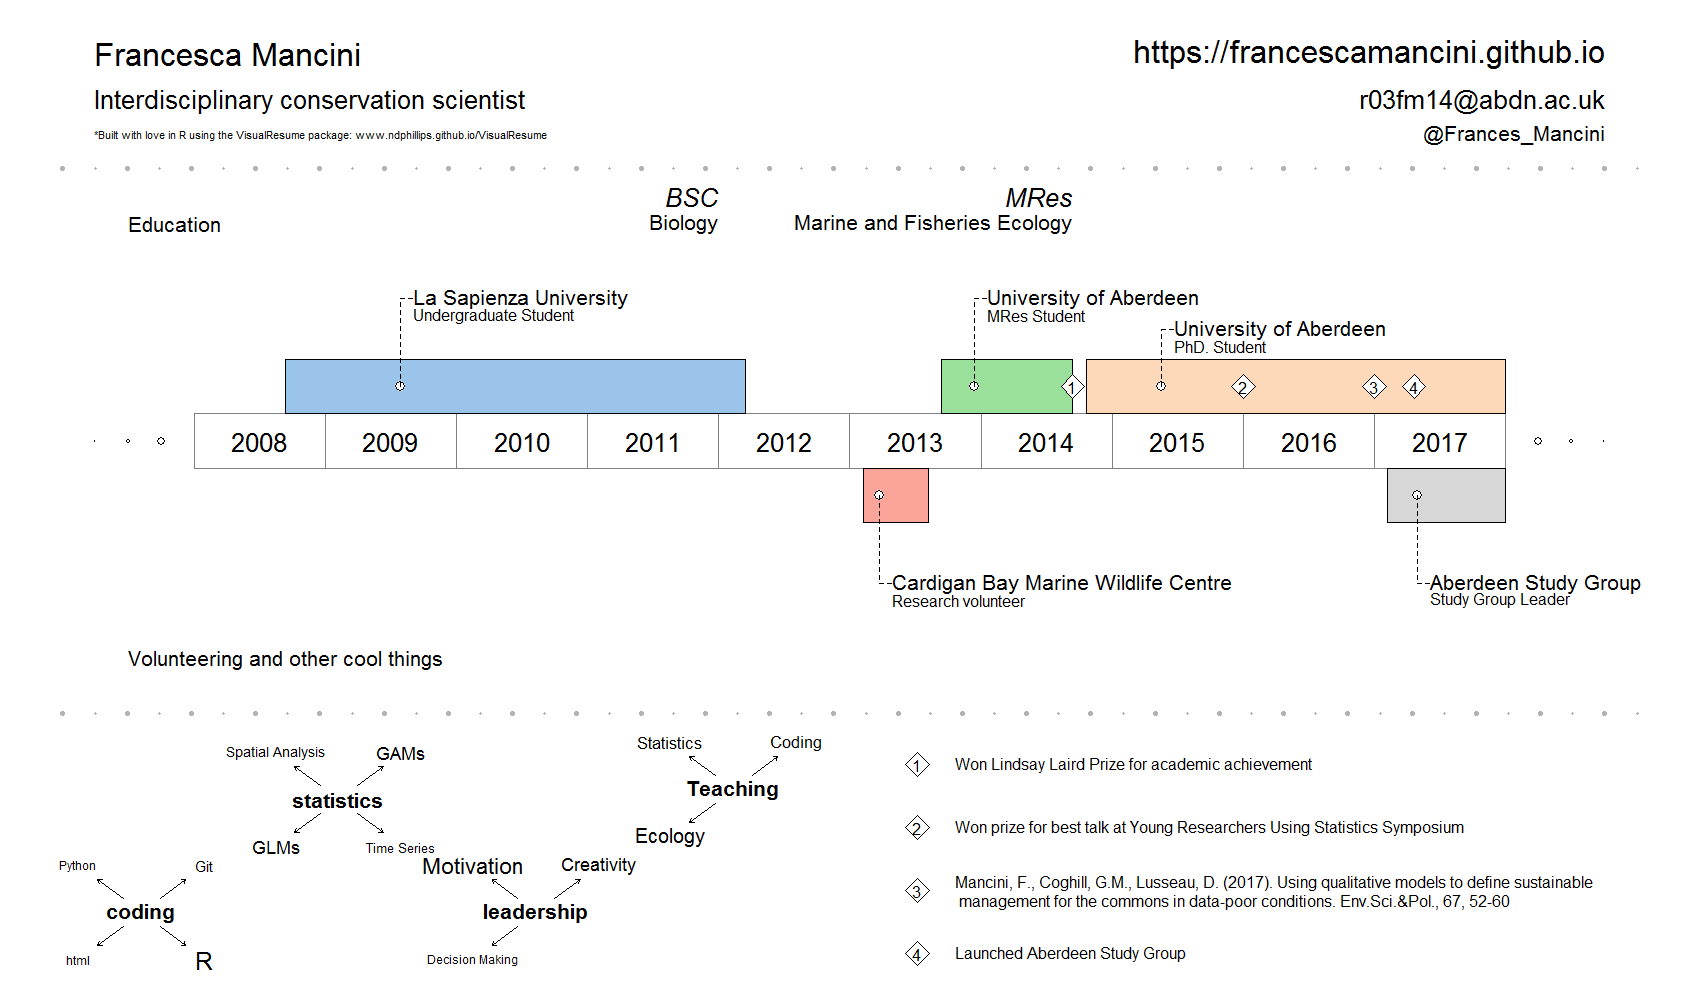 Francesca Mancini
https://francescamancini.github.io
Interdisciplinary conservation scientist
r03fm14@abdn.ac.uk
*Built with love in R using the VisualResume package: www.ndphillips.github.io/VisualResume
@Frances_Mancini
BSC
MRes
Education
Biology
Marine and Fisheries Ecology
La Sapienza University
Undergraduate Student
University of Aberdeen
MRes Student
University of Aberdeen
PhD. Student
1
2
3
4
2008
2009
2010
2011
2012
2013
2014
2015
2016
2017
Cardigan Bay Marine Wildlife Centre
Research volunteer
Aberdeen Study Group
Study Group Leader
Volunteering and other cool things
Spatial Analysis
GAMs
statistics
GLMs
Time Series
Statistics
Coding
Teaching
Ecology
Python
Git
coding
html
R
Motivation
Creativity
leadership
Decision Making
1 Won Lindsay Laird Prize for academic achievement
2 Won prize for best talk at Young Researchers Using Statistics Symposium
3 Mancini, F., Coghill, G.M., Lusseau, D. (2017). Using qualitative models to define sustainable
management for the commons in data-poor conditions. Env.Sci.&Pol., 67, 52-60
4 Launched Aberdeen Study Group